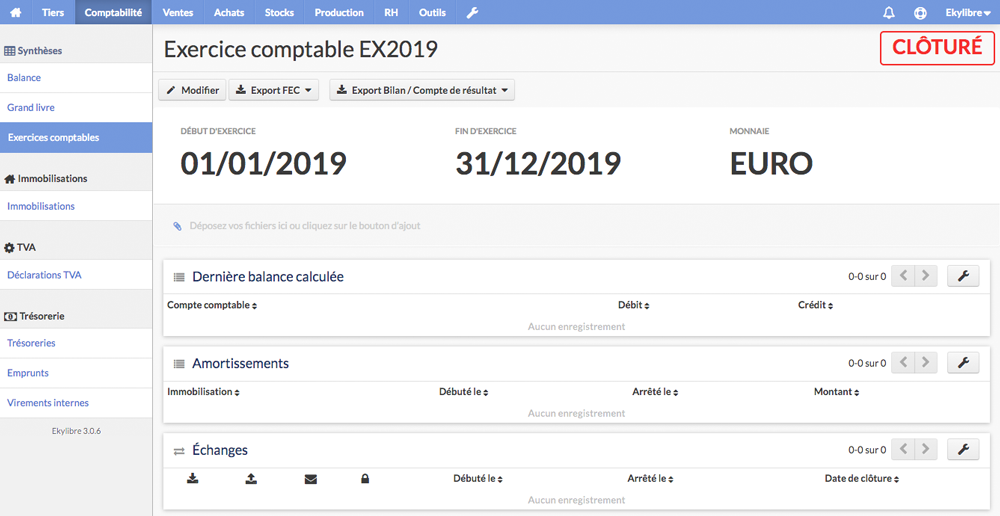 Tiers Comptabilité Ventes Achats Stocks Production RH Outils Ekylibre
Synthèses
Balance
Grand livre
Exercices comptables
Immobilisations
Immobilisations
TVA
Déclarations TVA
Trésorerie
Trésoreries
Emprunts
Virements internes
Ekylibre 3.0.6
Exercice comptable EX2019
CLÔTURÉ
Modifier Export FEC Export Bilan / Compte de résultat
DÉBUT D'EXERCICE FIN D'EXERCICE MONNAIE
01/01/2019 31/12/2019 EURO
Déposez vos fichiers ici ou cliquez sur le bouton d'ajout
Dernière balance calculée 0-0 sur 0
Compte comptable Débit Crédit
Aucun enregistrement
Amortissements 0-0 sur 0
Immobilisation Débuté le Arrêté le Montant
Aucun enregistrement
Échanges 0-0 sur 0
Débuté le Arrêté le Date de clôture
Aucun enregistrement